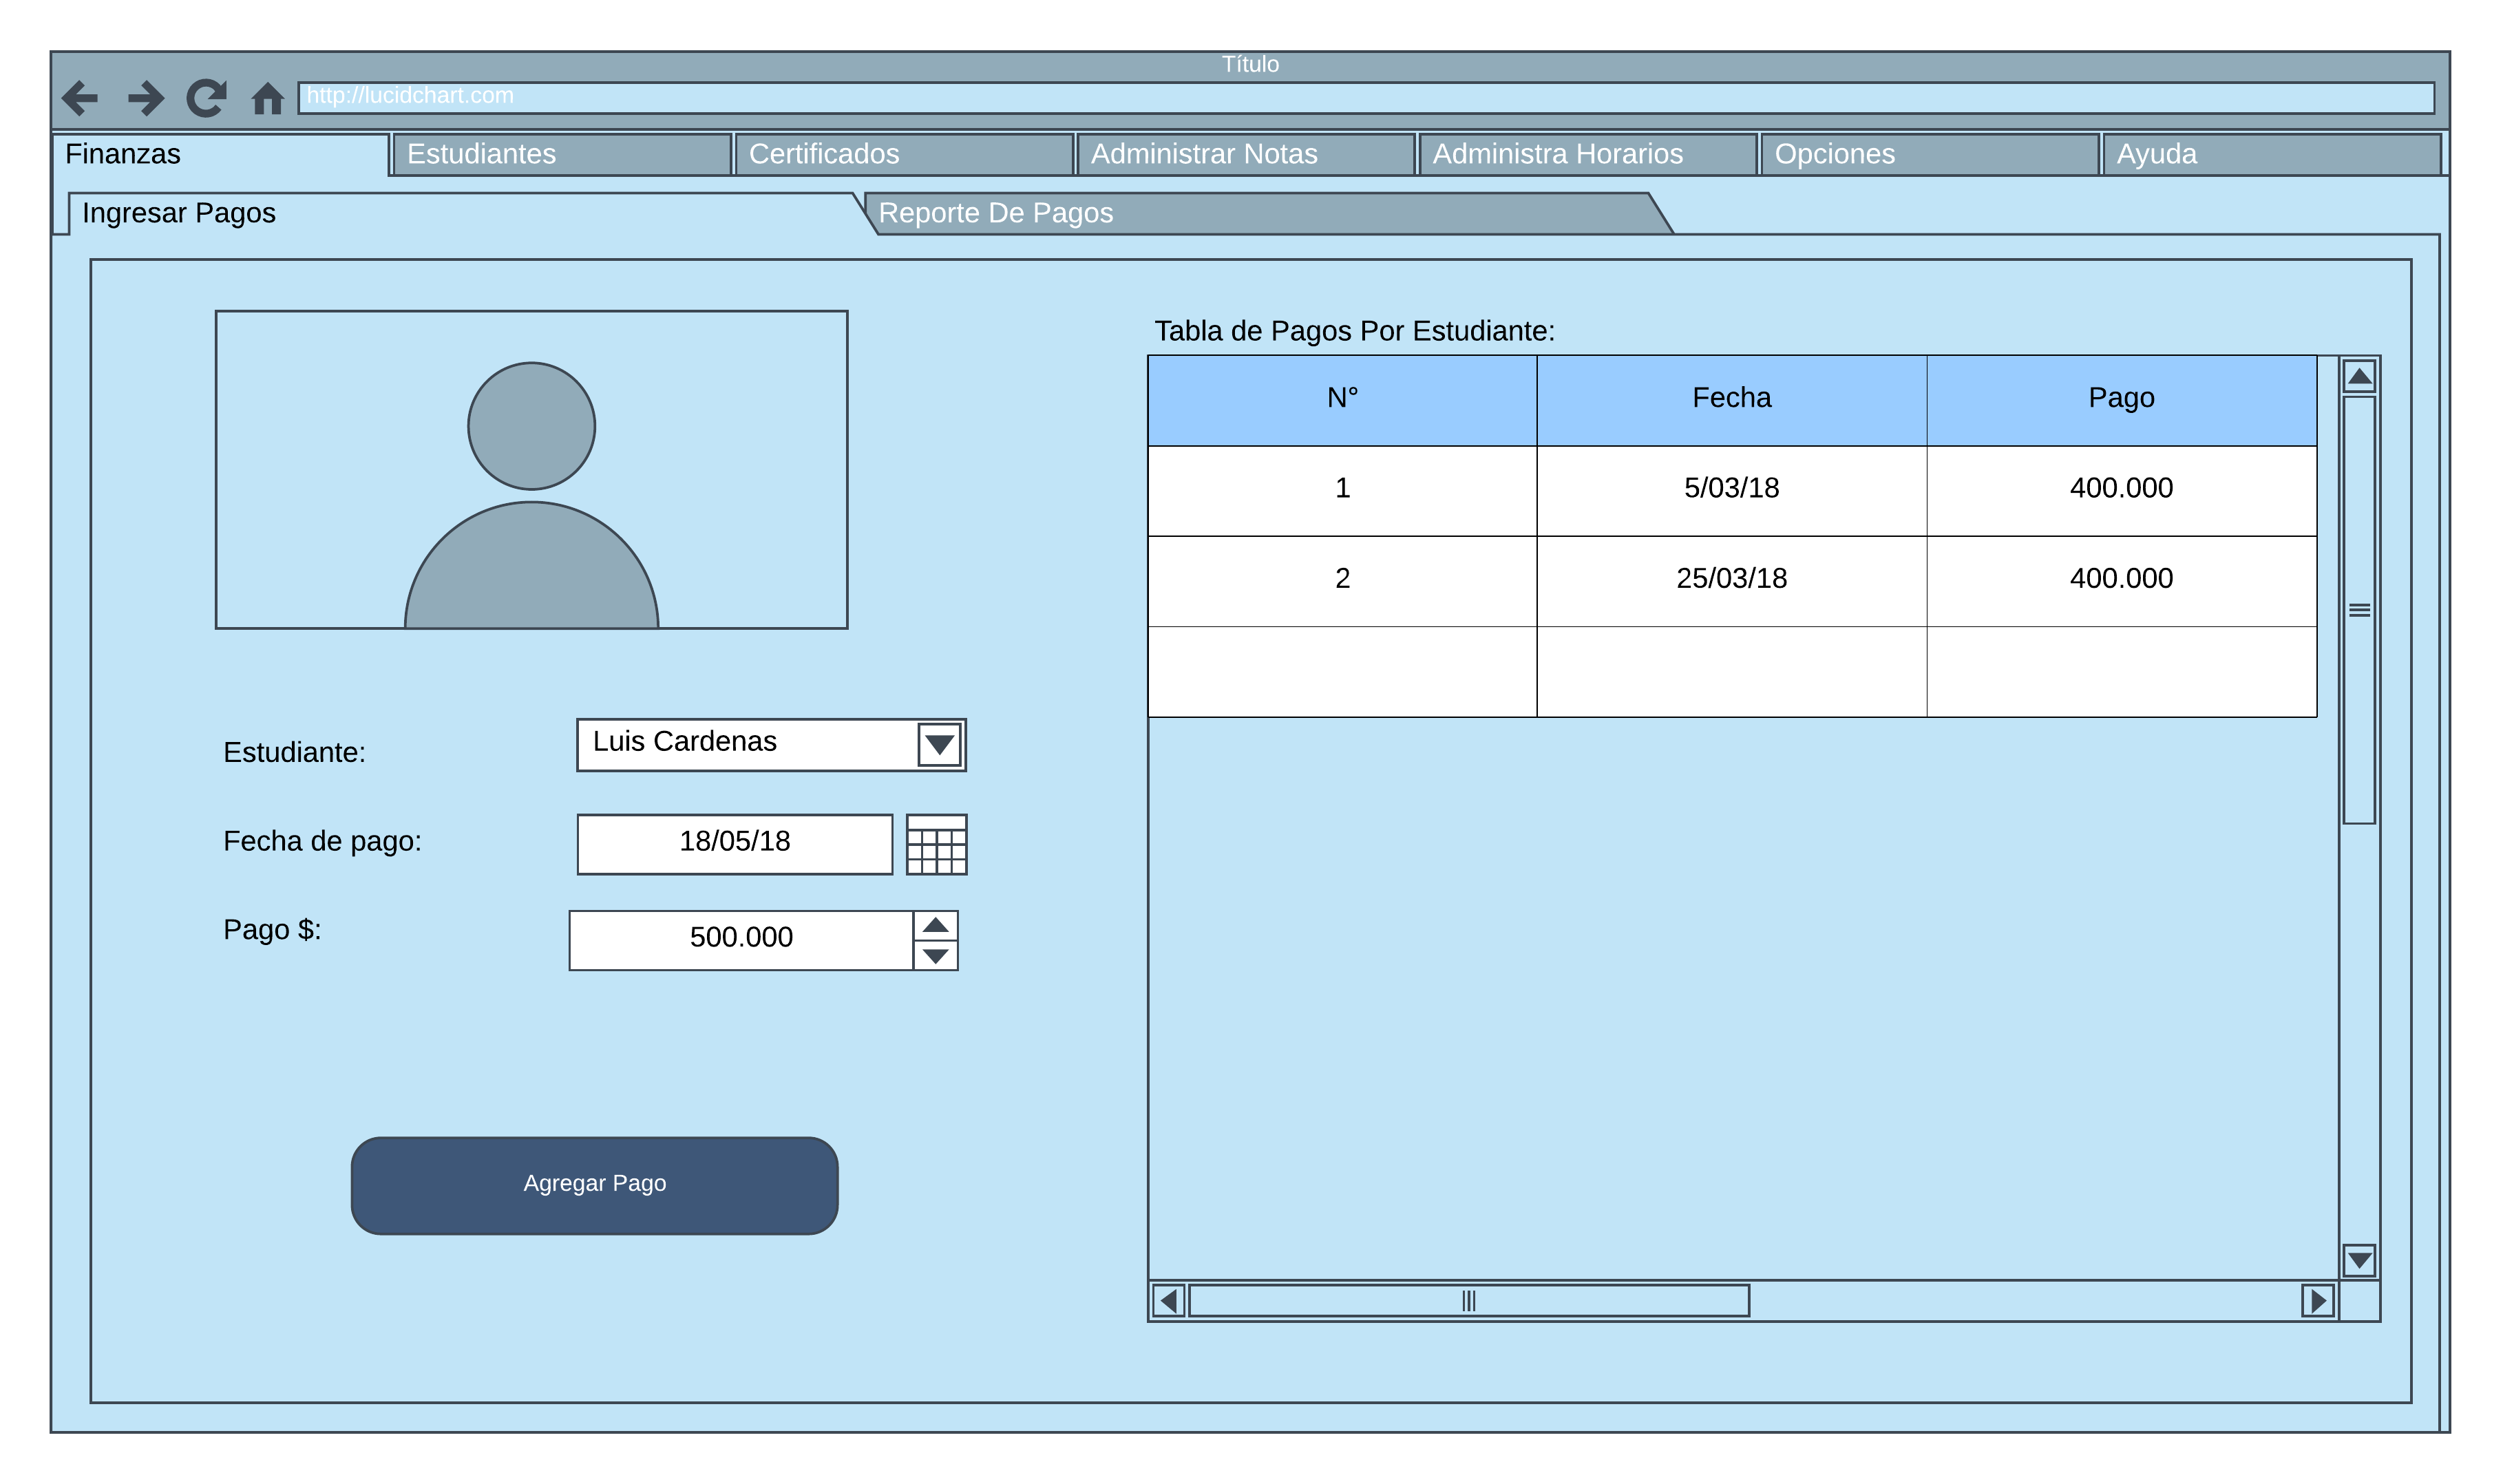 Título
http://lucidchart.com
Finanzas Estudiantes Certificados Administrar Notas Administra Horarios Opciones Ayuda
Ingresar Pagos Reporte De Pagos
Tabla de Pagos Por Estudiante:
N° Fecha Pago
1 5/03/18 400.000
2 25/03/18 400.000
Estudiante: Luis Cardenas
Fecha de pago: 18/05/18
Pago $: 500.000
Agregar Pago